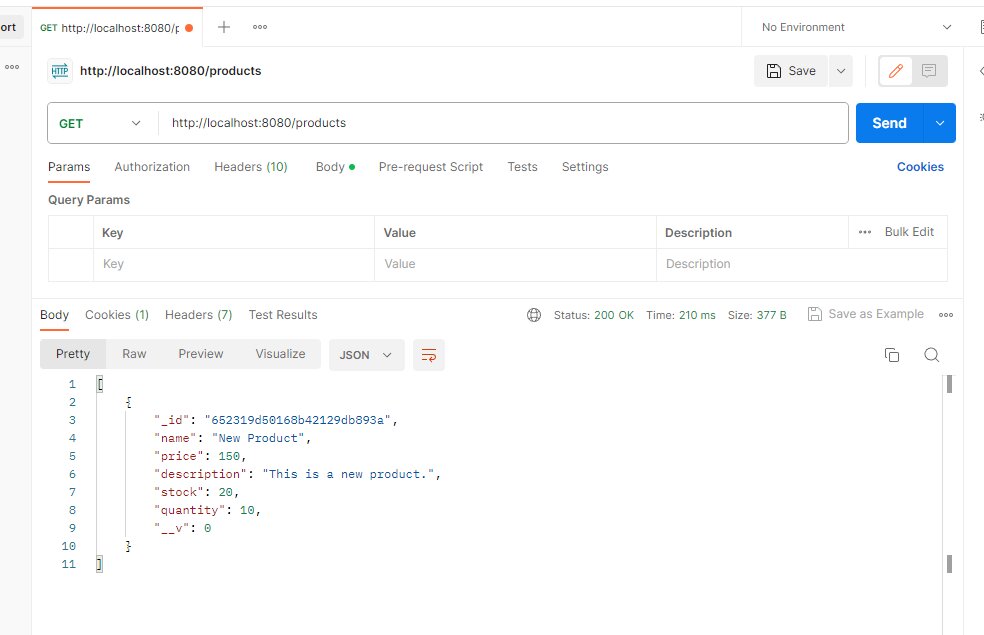 ort
GET http://localhost:8080/p
No Environment
HTTP http://localhost:8080/products
Save
GET http://localhost:8080/products
Send
Params Authorization Headers (10) Body Pre-request Script Tests Settings Cookies
Query Params
Key Value Description Bulk Edit
Key Value Description
Body Cookies (1) Headers (7) Test Results Status: 200 OK Time: 210 ms Size: 377 B Save as Example
Pretty Raw Preview Visualize JSON
1 [
2 {
3 "_id": "652319d50168b42129db893a",
4 "name": "New Product",
5 "price": 150,
6 "description": "This is a new product.",
7 "stock": 20,
8 "quantity": 10,
9 "__v": 0
10 }
11 ]